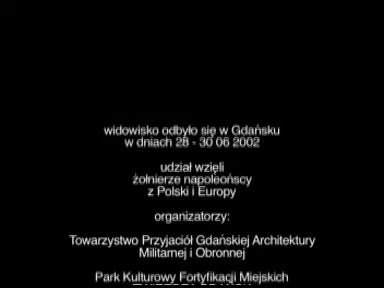 widowisko odbyło się w Gdańsku
w dniach 28 - 30 06 2002
udział wzięli
żołnierze napoleońscy
z Polski i Europy
organizatorzy:
Towarzystwo Przyjaciół Gdańskiej Architektury
Militarnej i Obronnej
Park Kulturowy Fortyfikacji Miejskich